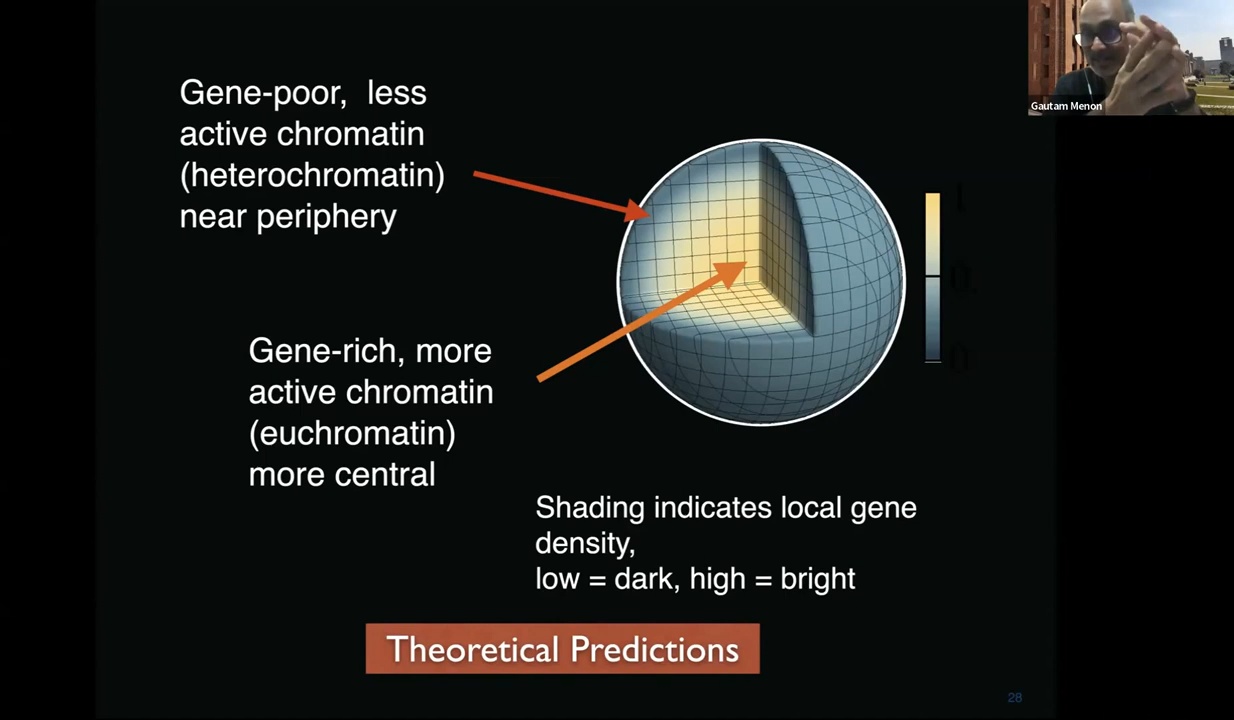 Gautam Menon
Gene-poor, less
active chromatin
(heterochromatin)
near periphery
Gene-rich, more
active chromatin
(euchromatin)
more central
Shading indicates local gene
density,
low = dark, high = bright
Theoretical Predictions
28